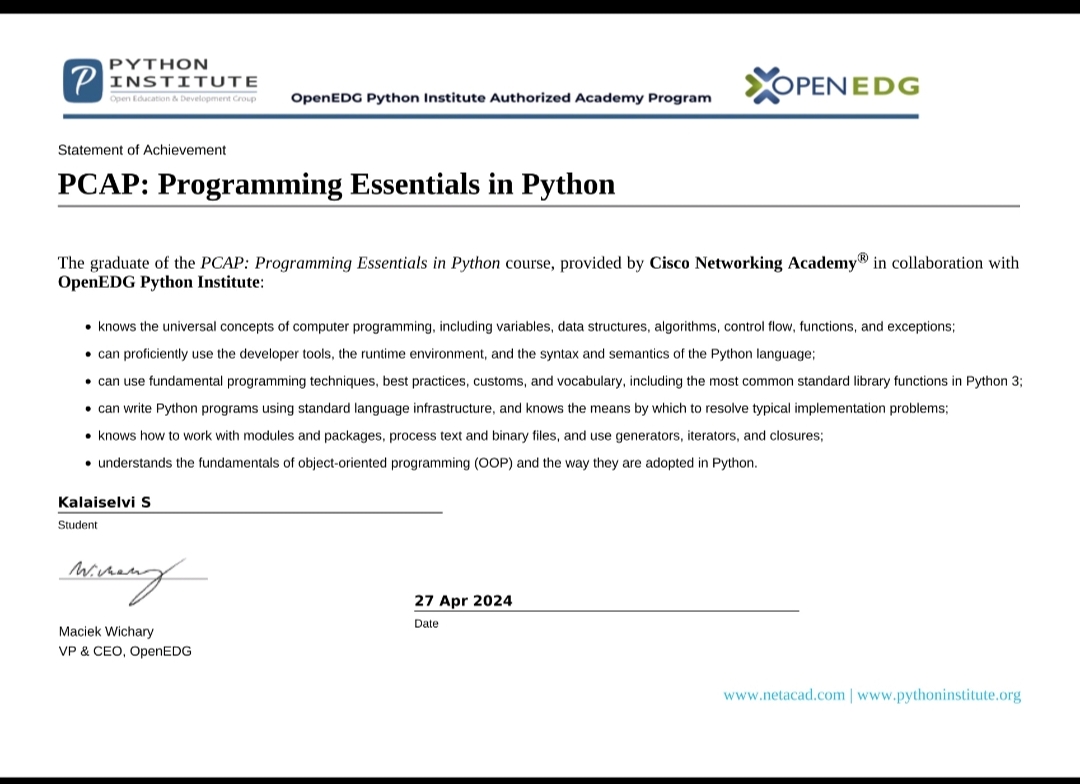 PYTHON
INSTITUTE
Open Education & Development Group
OpenEDG Python Institute Authorized Academy Program
OPENEDG
Statement of Achievement
PCAP: Programming Essentials in Python
The graduate of the PCAP: Programming Essentials in Python course, provided by Cisco Networking Academy® in collaboration with
OpenEDG Python Institute:
• knows the universal concepts of computer programming, including variables, data structures, algorithms, control flow, functions, and exceptions;
• can proficiently use the developer tools, the runtime environment, and the syntax and semantics of the Python language;
• can use fundamental programming techniques, best practices, customs, and vocabulary, including the most common standard library functions in Python 3;
• can write Python programs using standard language infrastructure, and knows the means by which to resolve typical implementation problems;
• knows how to work with modules and packages, process text and binary files, and use generators, iterators, and closures;
• understands the fundamentals of object-oriented programming (OOP) and the way they are adopted in Python.
Kalaiselvi S
Student
W.Wichary
27 Apr 2024
Date
Maciek Wichary
VP & CEO, OpenEDG
www.netacad.com | www.pythoninstitute.org